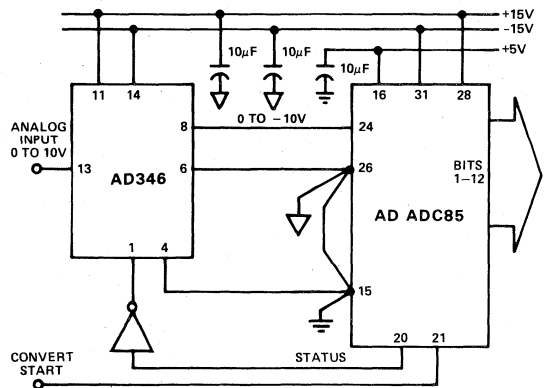 +15V
-15V
+5V
10μF
10μF
10μF
11
14
16
31
28
ANALOG
INPUT
0 TO 10V
13
8
0 TO −10V
24
6
26
AD346
BITS
1–12
AD ADC85
1
4
15
20
21
STATUS
CONVERT
START